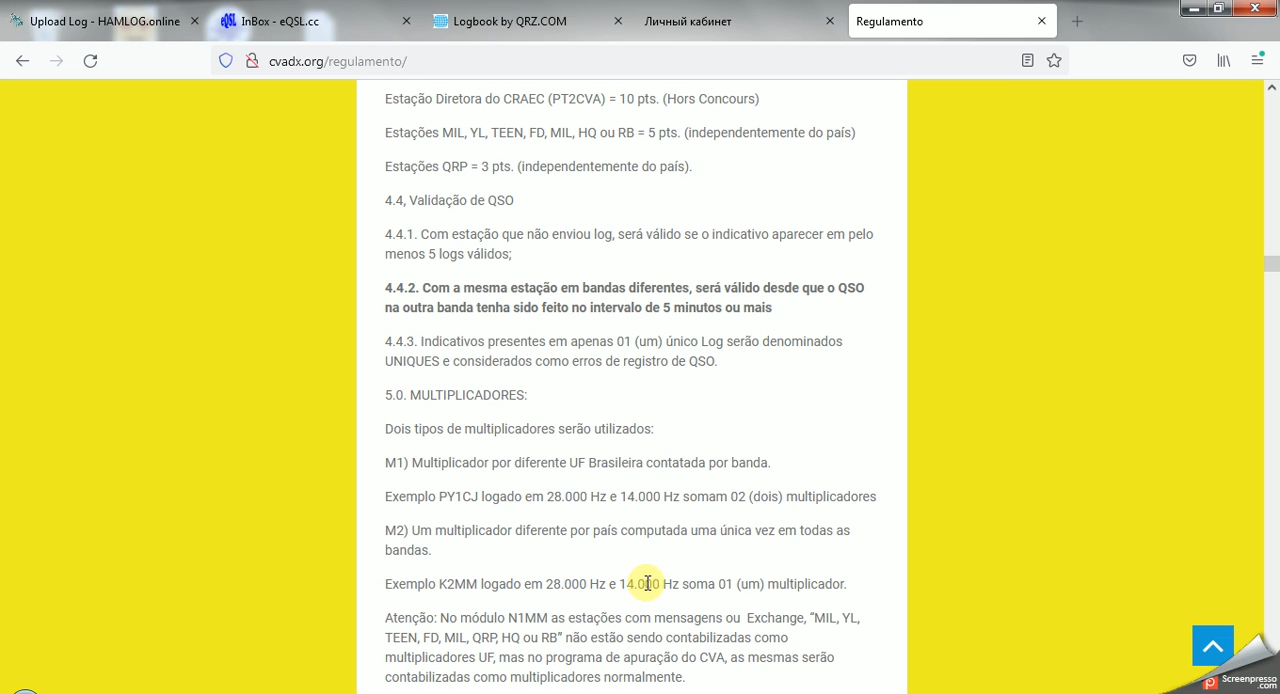 Upload Log - HAMLOG.online
InBox - eQSL.cc
Logbook by QRZ.COM
Личный кабинет
Regulamento
cvadx.org/regulamento/
Estação Diretora do CRAEC (PT2CVA) = 10 pts. (Hors Concours)
Estações MIL, YL, TEEN, FD, MIL, HQ ou RB = 5 pts. (independentemente do país)
Estações QRP = 3 pts. (independentemente do país).
4.4, Validação de QSO
4.4.1. Com estação que não enviou log, será válido se o indicativo aparecer em pelo
menos 5 logs válidos;
4.4.2. Com a mesma estação em bandas diferentes, será válido desde que o QSO
na outra banda tenha sido feito no intervalo de 5 minutos ou mais
4.4.3. Indicativos presentes em apenas 01 (um) único Log serão denominados
UNIQUES e considerados como erros de registro de QSO.
5.0. MULTIPLICADORES:
Dois tipos de multiplicadores serão utilizados:
M1) Multiplicador por diferente UF Brasileira contatada por banda.
Exemplo PY1CJ logado em 28.000 Hz e 14.000 Hz somam 02 (dois) multiplicadores
M2) Um multiplicador diferente por país computada uma única vez em todas as
bandas.
Exemplo K2MM logado em 28.000 Hz e 14.000 Hz soma 01 (um) multiplicador.
Atenção: No módulo N1MM as estações com mensagens ou  Exchange, “MIL, YL,
TEEN, FD, MIL, QRP, HQ ou RB” não estão sendo contabilizadas como
multiplicadores UF, mas no programa de apuração do CVA, as mesmas serão
contabilizadas como multiplicadores normalmente.
Screenpresso
.com